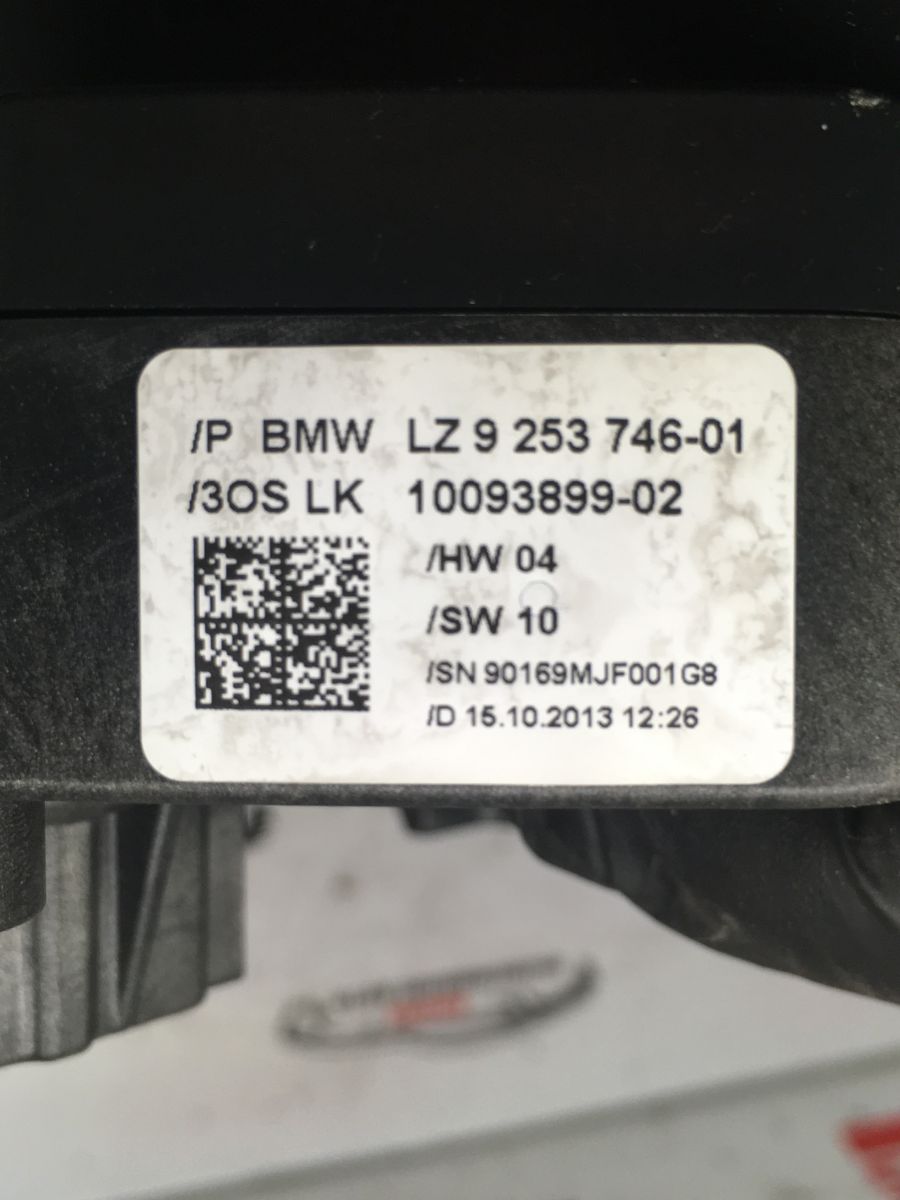 /P BMW LZ 9 253 746-01
/3OS LK 10093899-02
/HW 04
/SW 10
/SN 90169MJF001G8
/D 15.10.2013 12:26